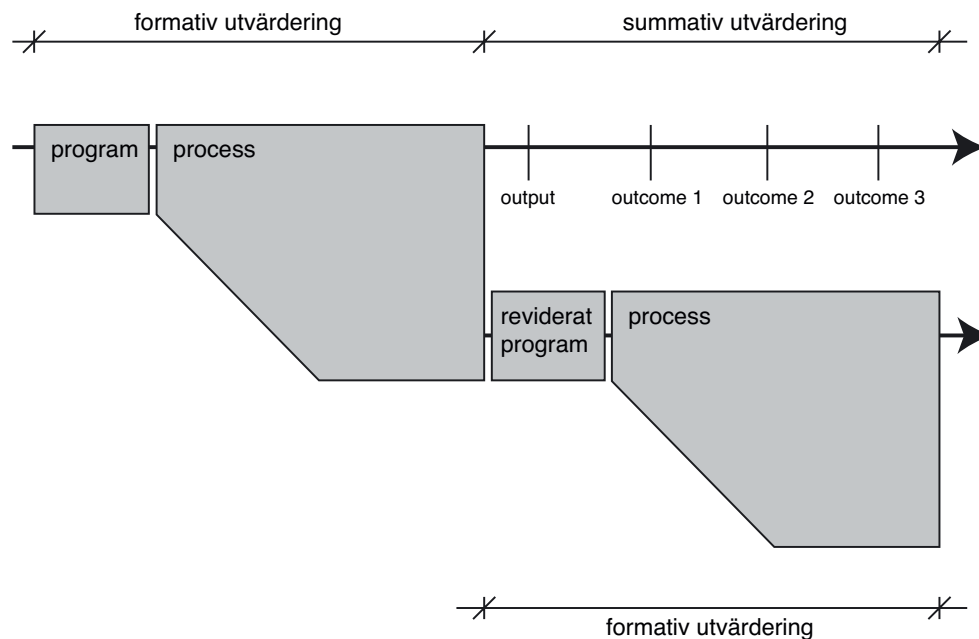 formativ utvärdering
summativ utvärdering
program
process
output
outcome 1
outcome 2
outcome 3
reviderat
program
process
formativ utvärdering